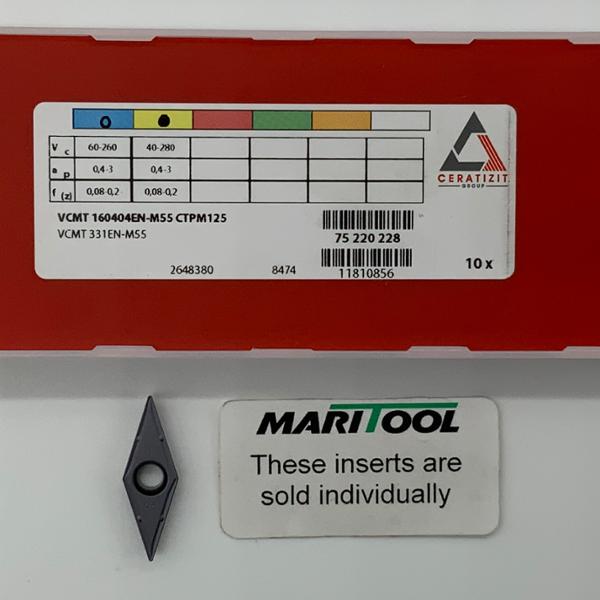 V c 60-260 40-280
a p 0,4-3 0,4-3
f (z) 0,08-0,2 0,08-0,2
CERATIZIT
GROUP
VCMT 160404EN-M55 CTPM125
VCMT 331EN-M55
75 220 228
2648380 8474 11810856
10 x
MARITOOL
These inserts are
sold individually